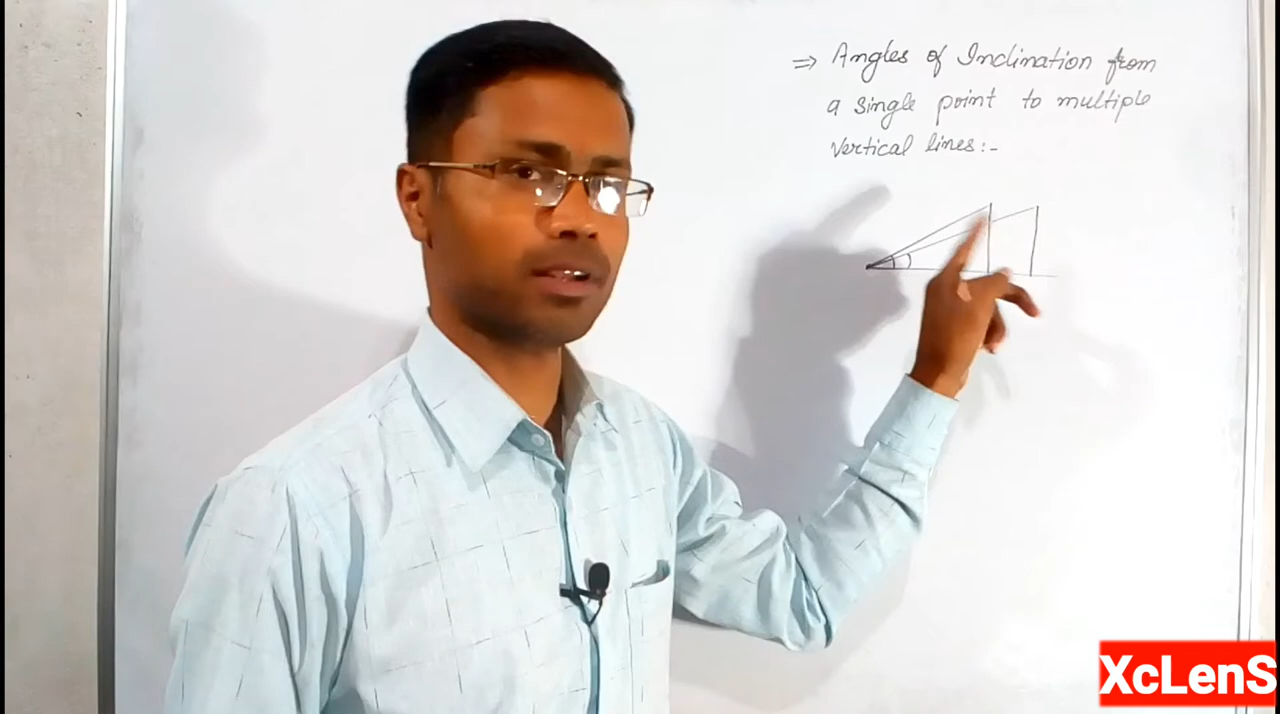 ⇒ Angles of Inclination from
a single point to multiple
vertical lines:-
XcLenS